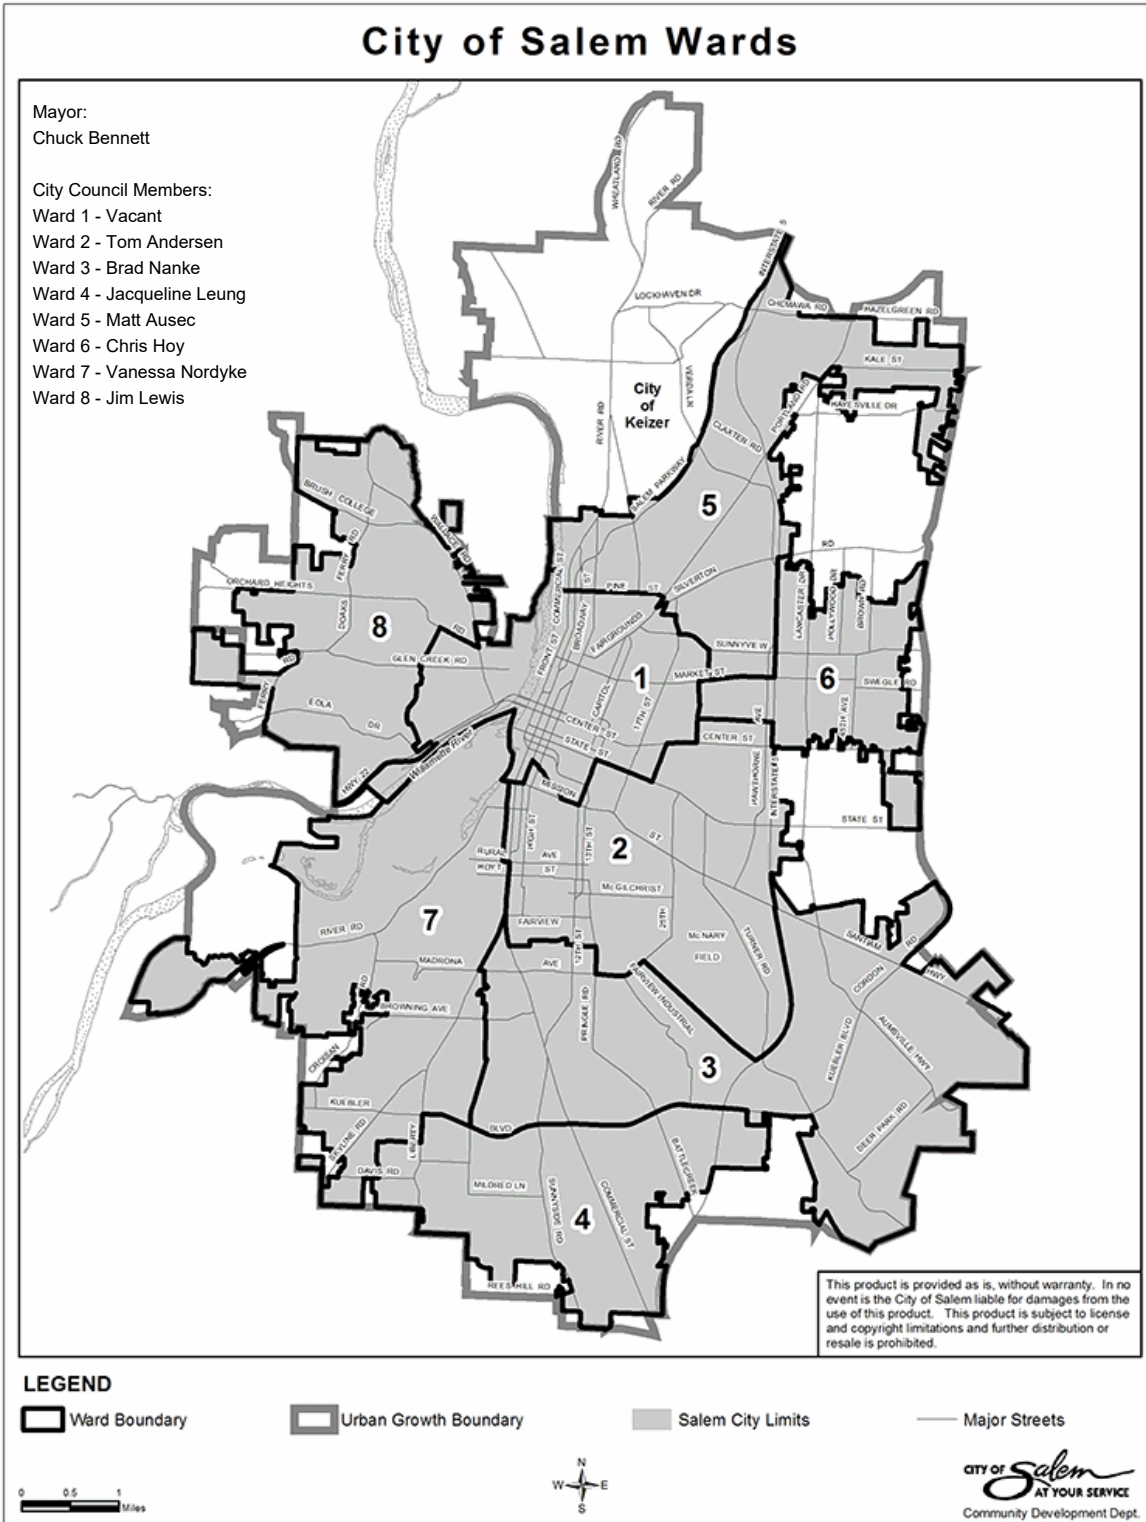 City of Salem Wards
Mayor:
Chuck Bennett
City Council Members:
Ward 1 - Vacant
Ward 2 - Tom Andersen
Ward 3 - Brad Nanke
Ward 4 - Jacqueline Leung
Ward 5 - Matt Ausec
Ward 6 - Chris Hoy
Ward 7 - Vanessa Nordyke
Ward 8 - Jim Lewis
WHEATLAND RD
RIVER RD
INTERSTATE 5
LOCKHAVEN DR
CHEMAWA RD
HAZELGREEN RD
KALE ST
VERDA LN
City
of
Keizer
PORTLAND RD
HAYESVILLE DR
RIVER RD
CLAXTER RD
SALEM PARKWAY
5
BRUSH COLLEGE
RD
WALLACE RD
RD
DOAKS FERRY RD
ORCHARD HEIGHTS
RD
COMMERCIAL ST
PINE ST
SILVERTON
LANCASTER DR
HOLLYWOOD DR
BROWN RD
8
FRONT ST
BROADWAY ST
FAIRGROUNDS
SUNNYVIEW
GLEN CREEK RD
MARKET ST
1
6
SWEGLE RD
FERRY RD
EOLA DR
CAPITOL
17TH ST
45TH AVE
CENTER ST
STATE ST
CENTER ST
HAWTHORNE AVE
HWY 22
Willamette River
MISSION ST
INTERSTATE 5
STATE ST
HIGH ST
13TH ST
2
RURAL AVE
HOYT ST
McGILCHRIST
7
FAIRVIEW
25TH
McNARY
FIELD
TURNER RD
SANTIAM HWY
CORDON RD
RIVER RD
12TH ST
MADRONA AVE
FAIRVIEW INDUSTRIAL
BROWNING AVE
PRINGLE RD
CROISAN RD
3
KUEBLER BLVD
AUMSVILLE HWY
DEER PARK RD
KUEBLER BLVD
SKYLINE RD
LIBERTY
DAVIS RD
MILDRED LN
SUNNYSIDE RD
COMMERCIAL ST
BATTLECREEK
4
REES HILL RD
This product is provided as is, without warranty. In no
event is the City of Salem liable for damages from the
use of this product. This product is subject to license
and copyright limitations and further distribution or
resale is prohibited.
LEGEND
Ward Boundary
Urban Growth Boundary
Salem City Limits
Major Streets
0 0.5 1
Miles
N
W E
S
CITY OF Salem
AT YOUR SERVICE
Community Development Dept.